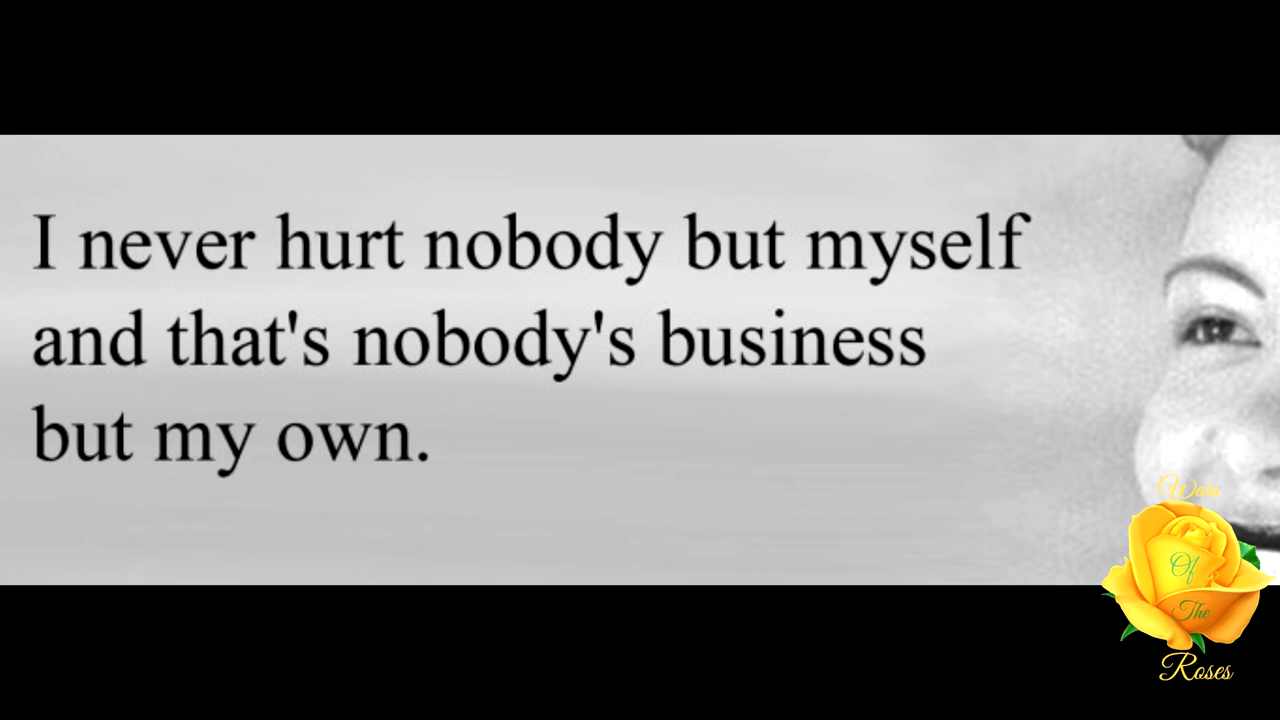 I never hurt nobody but myself
and that's nobody's business
but my own.
Wars
Of
The
Roses